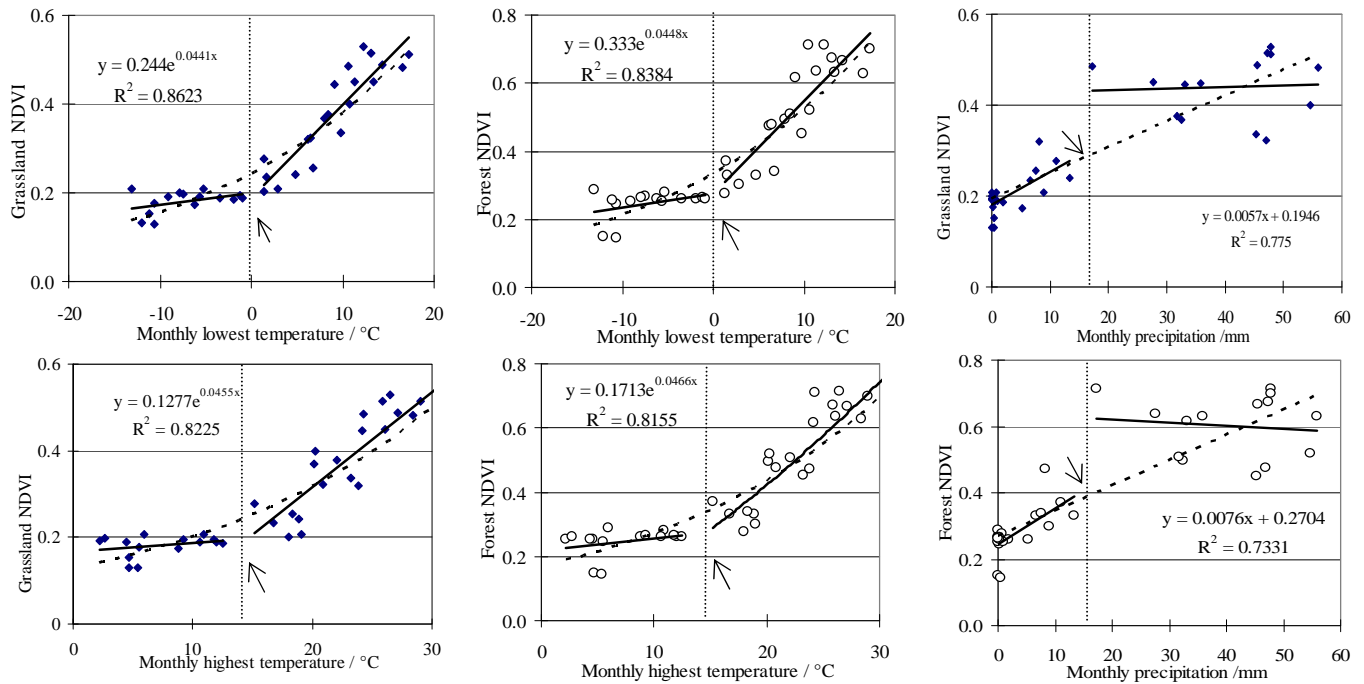 0.6
0.4
0.2
0.0
Grassland NDVI
y = 0.244e^0.0441x
R^2 = 0.8623
-20 -10 0 10 20
Monthly lowest temperature / °C
0.8
0.6
0.4
0.2
0.0
Forest NDVI
y = 0.333e^0.0448x
R^2 = 0.8384
-20 -10 0 10 20
Monthly lowest temperature / °C
0.6
0.4
0.2
0.0
Grassland NDVI
y = 0.0057x + 0.1946
R^2 = 0.775
0 10 20 30 40 50 60
Monthly precipitation /mm
0.6
0.4
0.2
0.0
Grassland NDVI
y = 0.1277e^0.0455x
R^2 = 0.8225
0 10 20 30
Monthly highest temperature / °C
0.8
0.6
0.4
0.2
0.0
Forest NDVI
y = 0.1713e^0.0466x
R^2 = 0.8155
0 10 20 30
Monthly highest temperature / °C
0.8
0.6
0.4
0.2
0.0
Forest NDVI
y = 0.0076x + 0.2704
R^2 = 0.7331
0 10 20 30 40 50 60
Monthly precipitation /mm